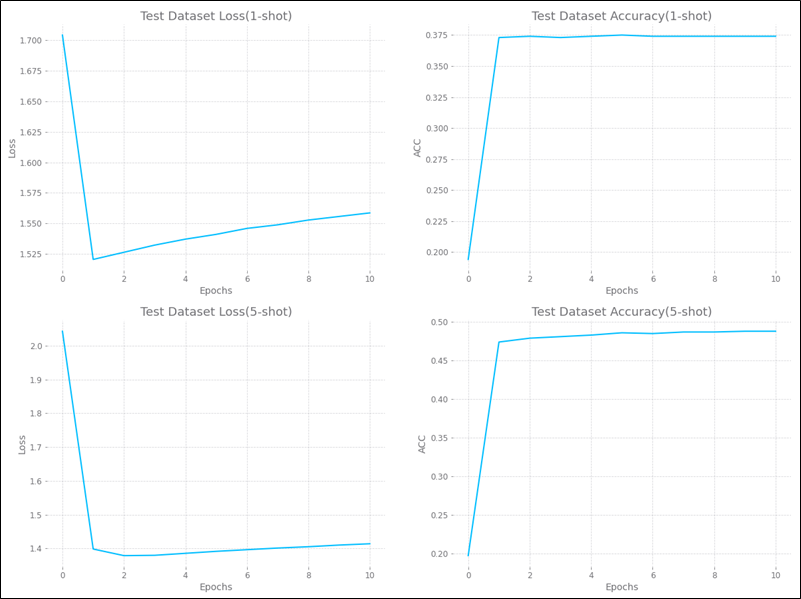 Test Dataset Loss(1-shot)
Test Dataset Accuracy(1-shot)
1.700
1.675
1.650
1.625
1.600
1.575
1.550
1.525
Loss
0 2 4 6 8 10
Epochs
0.375
0.350
0.325
0.300
0.275
0.250
0.225
0.200
ACC
0 2 4 6 8 10
Epochs
Test Dataset Loss(5-shot)
Test Dataset Accuracy(5-shot)
2.0
1.9
1.8
1.7
1.6
1.5
1.4
Loss
0 2 4 6 8 10
Epochs
0.50
0.45
0.40
0.35
0.30
0.25
0.20
ACC
0 2 4 6 8 10
Epochs